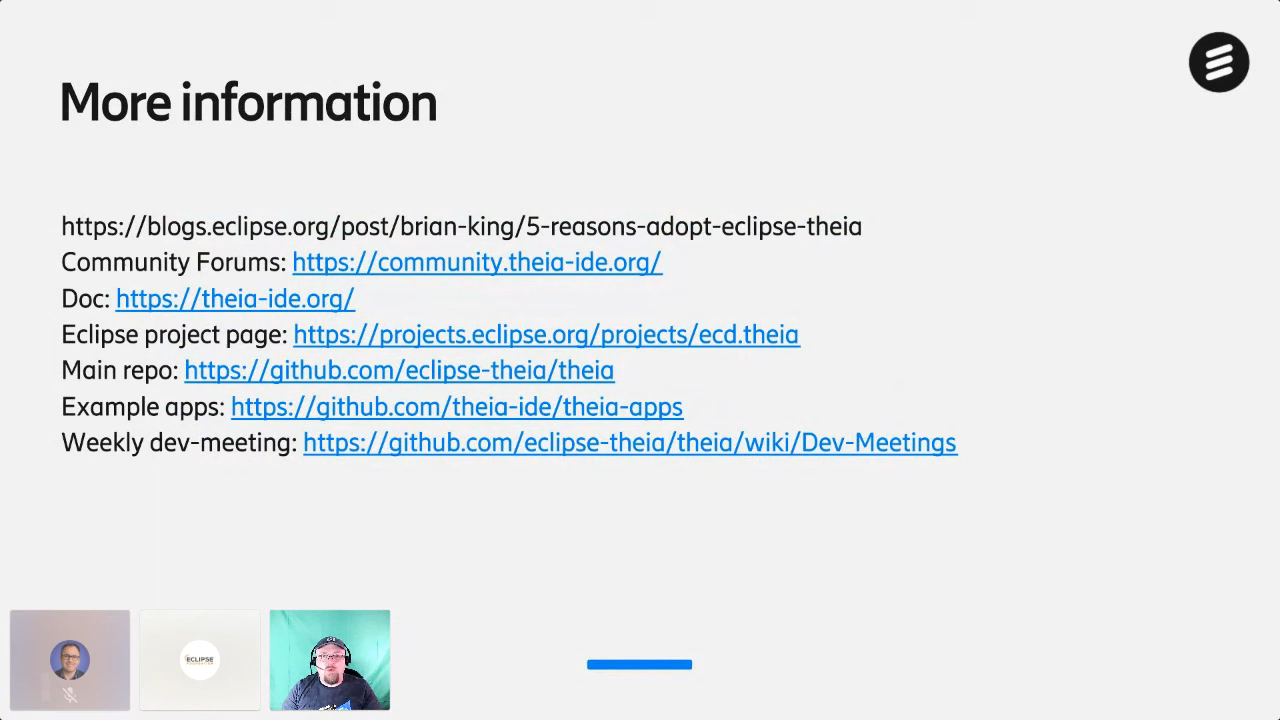 More information
https://blogs.eclipse.org/post/brian-king/5-reasons-adopt-eclipse-theia
Community Forums: https://community.theia-ide.org/
Doc: https://theia-ide.org/
Eclipse project page: https://projects.eclipse.org/projects/ecd.theia
Main repo: https://github.com/eclipse-theia/theia
Example apps: https://github.com/theia-ide/theia-apps
Weekly dev-meeting: https://github.com/eclipse-theia/theia/wiki/Dev-Meetings
ECLIPSE